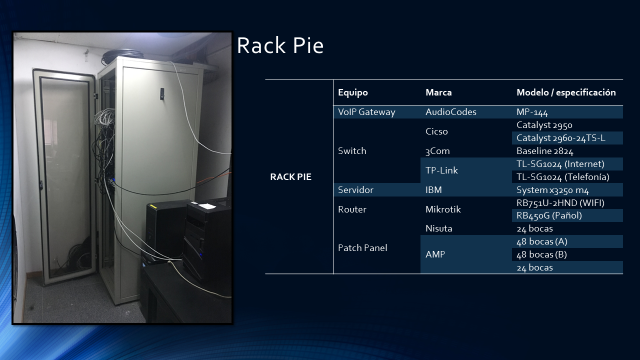 Rack Pie
Equipo Marca Modelo / especificación
RACK PIE
VoIP Gateway AudioCodes MP-144
Switch Cicso Catalyst 2950
Catalyst 2960-24TS-L
3Com Baseline 2824
TP-Link TL-SG1024 (Internet)
TL-SG1024 (Telefonía)
Servidor IBM System x3250 m4
Router Mikrotik RB751U-2HND (WIFI)
RB450G (Pañol)
Patch Panel Nisuta 24 bocas
AMP 48 bocas (A)
48 bocas (B)
24 bocas